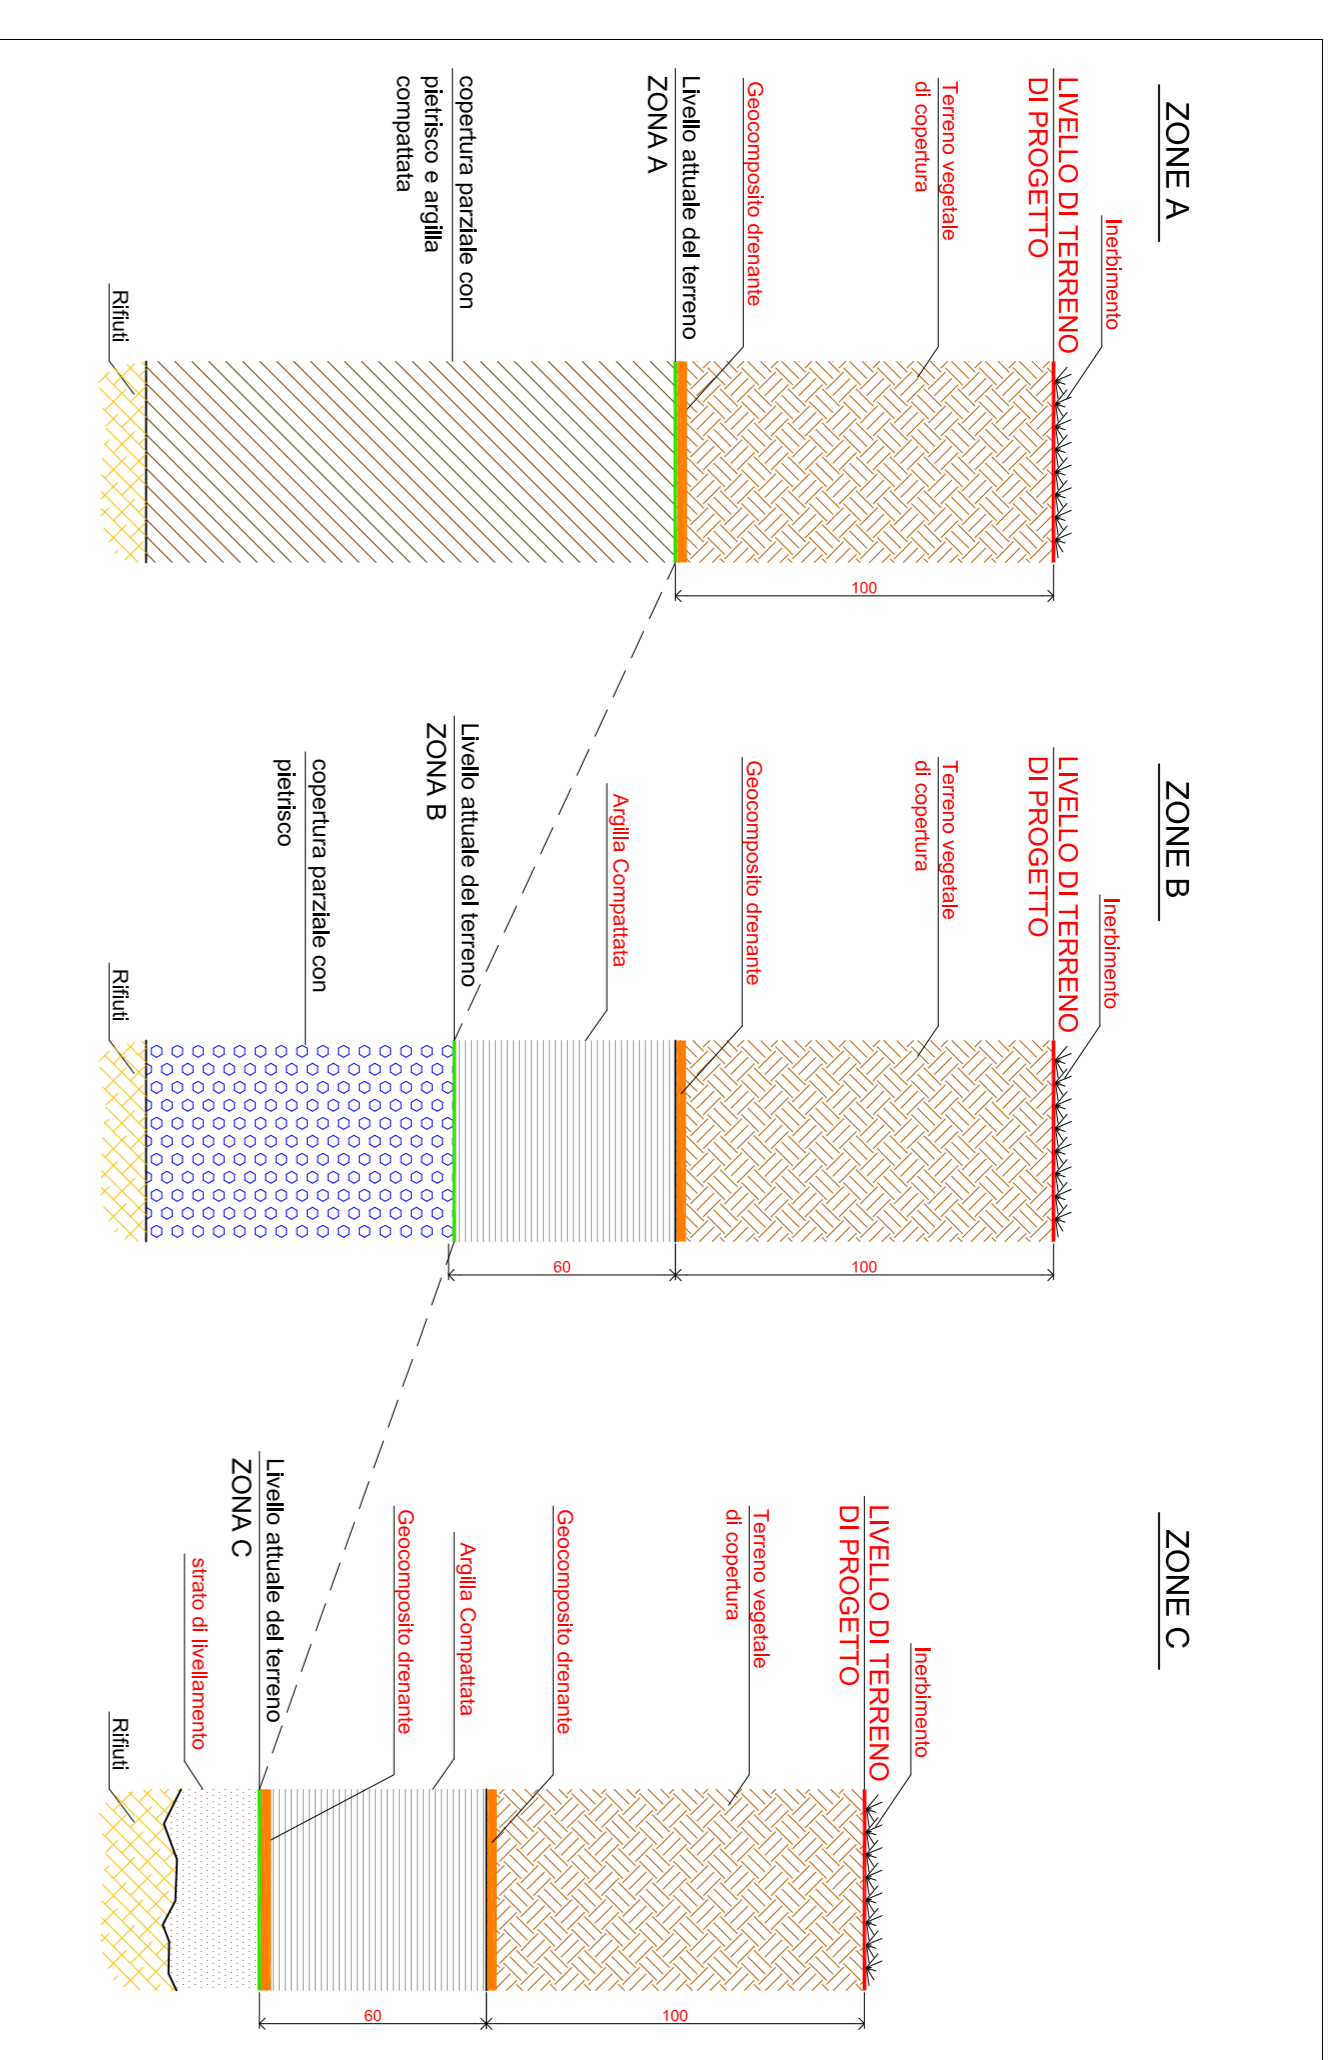 ZONE A
Inerbimento
LIVELLO DI TERRENO
DI PROGETTO
Terreno vegetale
di copertura
Geocomposito drenante
Livello attuale del terreno
ZONA A
copertura parziale con
pietrisco e argilla
compattata
Rifiuti
100
ZONE B
Inerbimento
LIVELLO DI TERRENO
DI PROGETTO
Terreno vegetale
di copertura
Geocomposito drenante
Argilla Compattata
Livello attuale del terreno
ZONA B
copertura parziale con
pietrisco
Rifiuti
100
60
ZONE C
Inerbimento
LIVELLO DI TERRENO
DI PROGETTO
Terreno vegetale
di copertura
Geocomposito drenante
Argilla Compattata
Geocomposito drenante
Livello attuale del terreno
ZONA C
strato di livellamento
Rifiuti
100
60